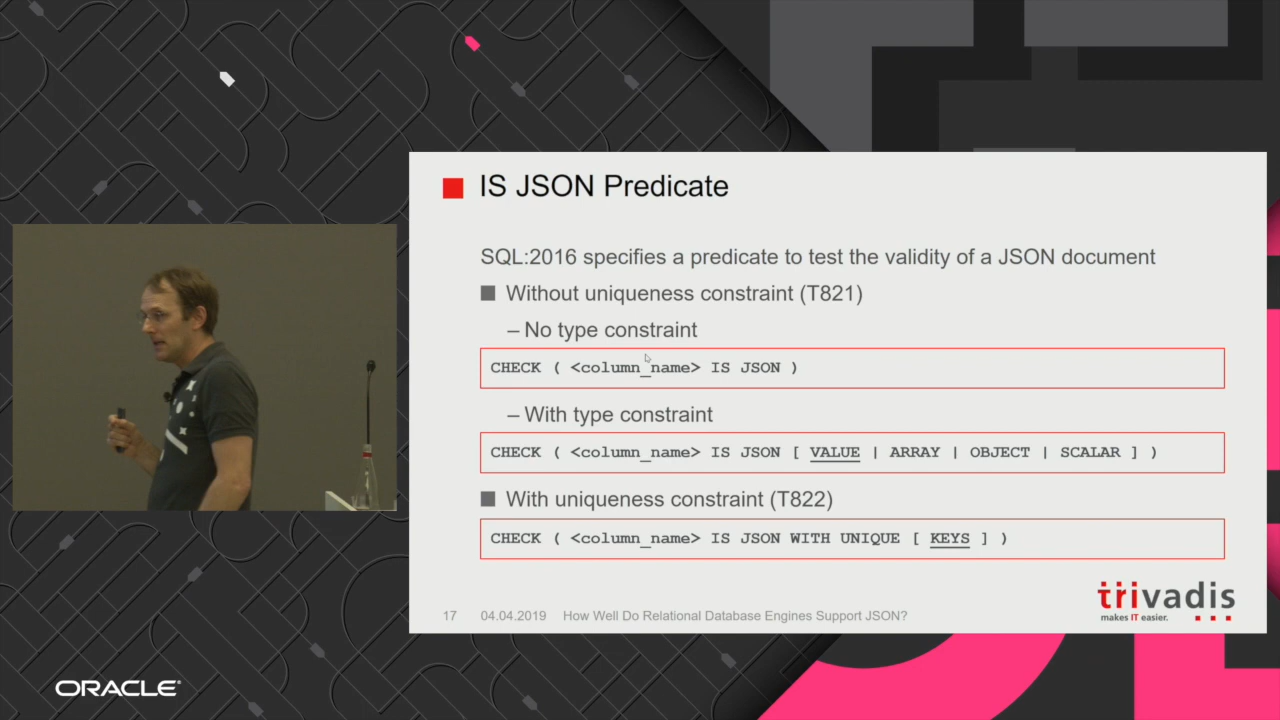 IS JSON Predicate
SQL:2016 specifies a predicate to test the validity of a JSON document
Without uniqueness constraint (T821)
– No type constraint
CHECK ( <column_name> IS JSON )
– With type constraint
CHECK ( <column_name> IS JSON [ VALUE | ARRAY | OBJECT | SCALAR ] )
With uniqueness constraint (T822)
CHECK ( <column_name> IS JSON WITH UNIQUE [ KEYS ] )
trivadis
makes IT easier.
17 04.04.2019 How Well Do Relational Database Engines Support JSON?
ORACLE®